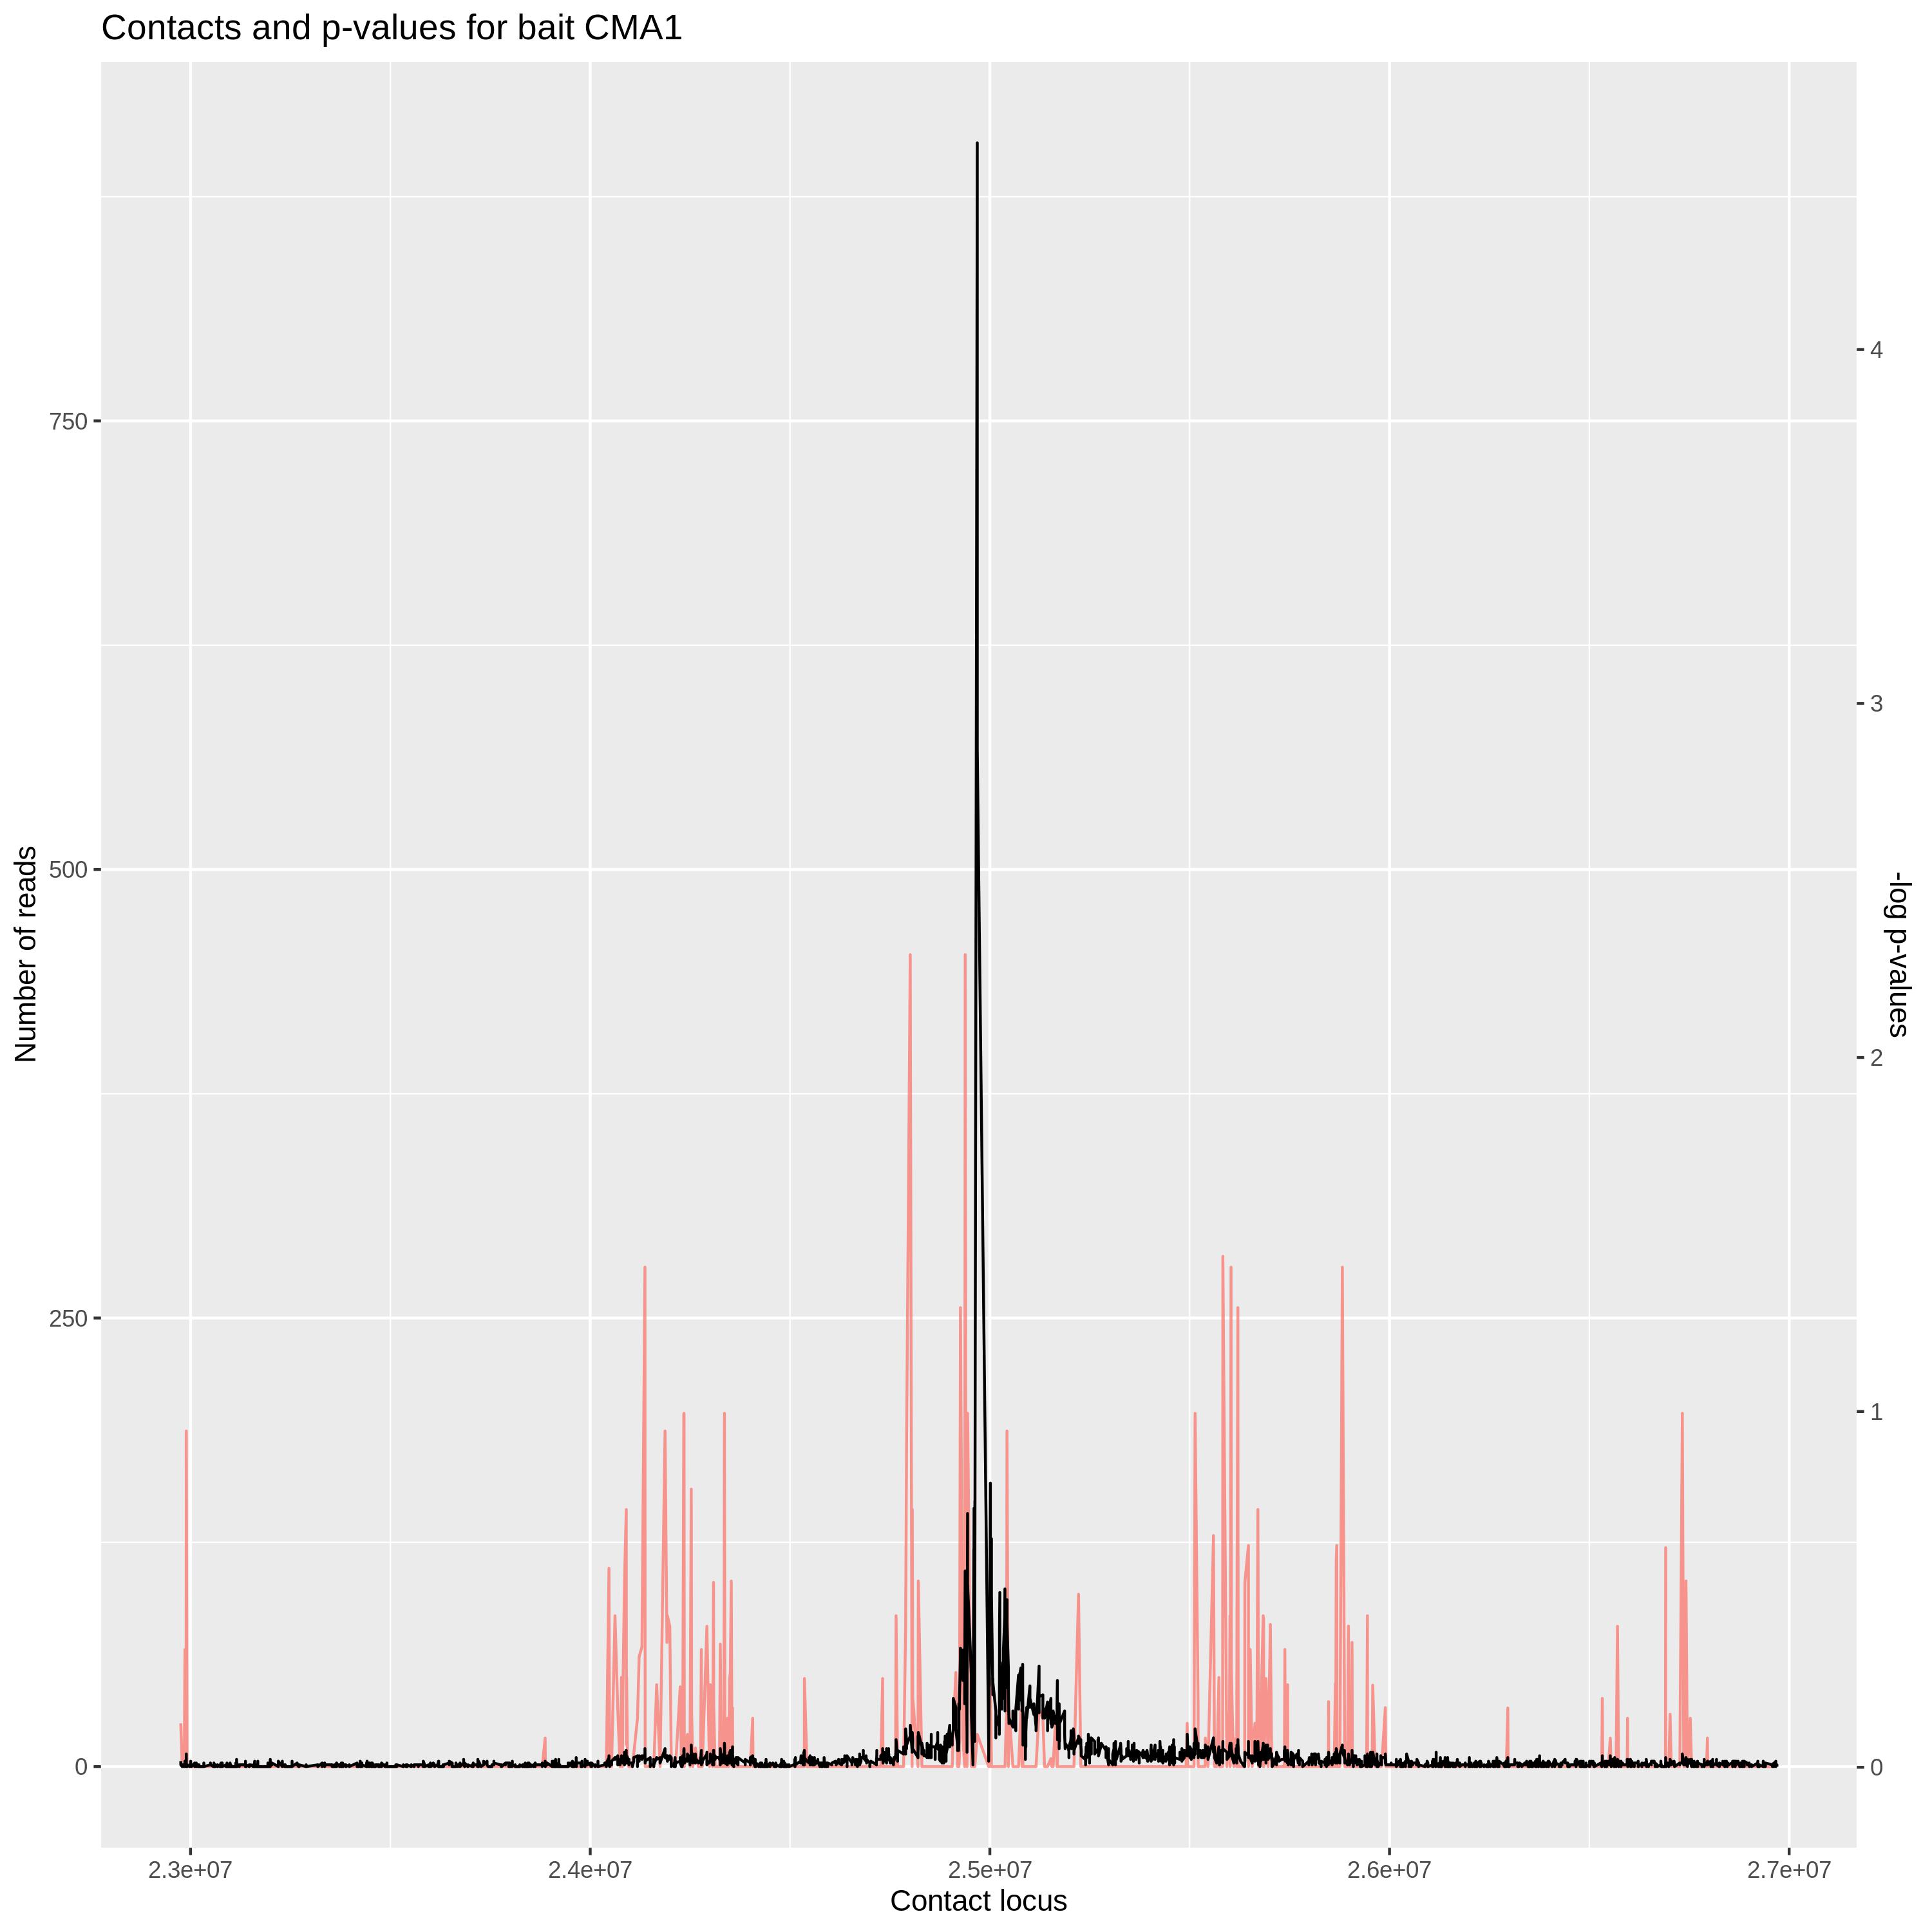 Contacts and p-values for bait CMA1
Number of reads
750
500
250
0
4
3
2
1
0
-log p-values
2.3e+07 2.4e+07 2.5e+07 2.6e+07 2.7e+07
Contact locus